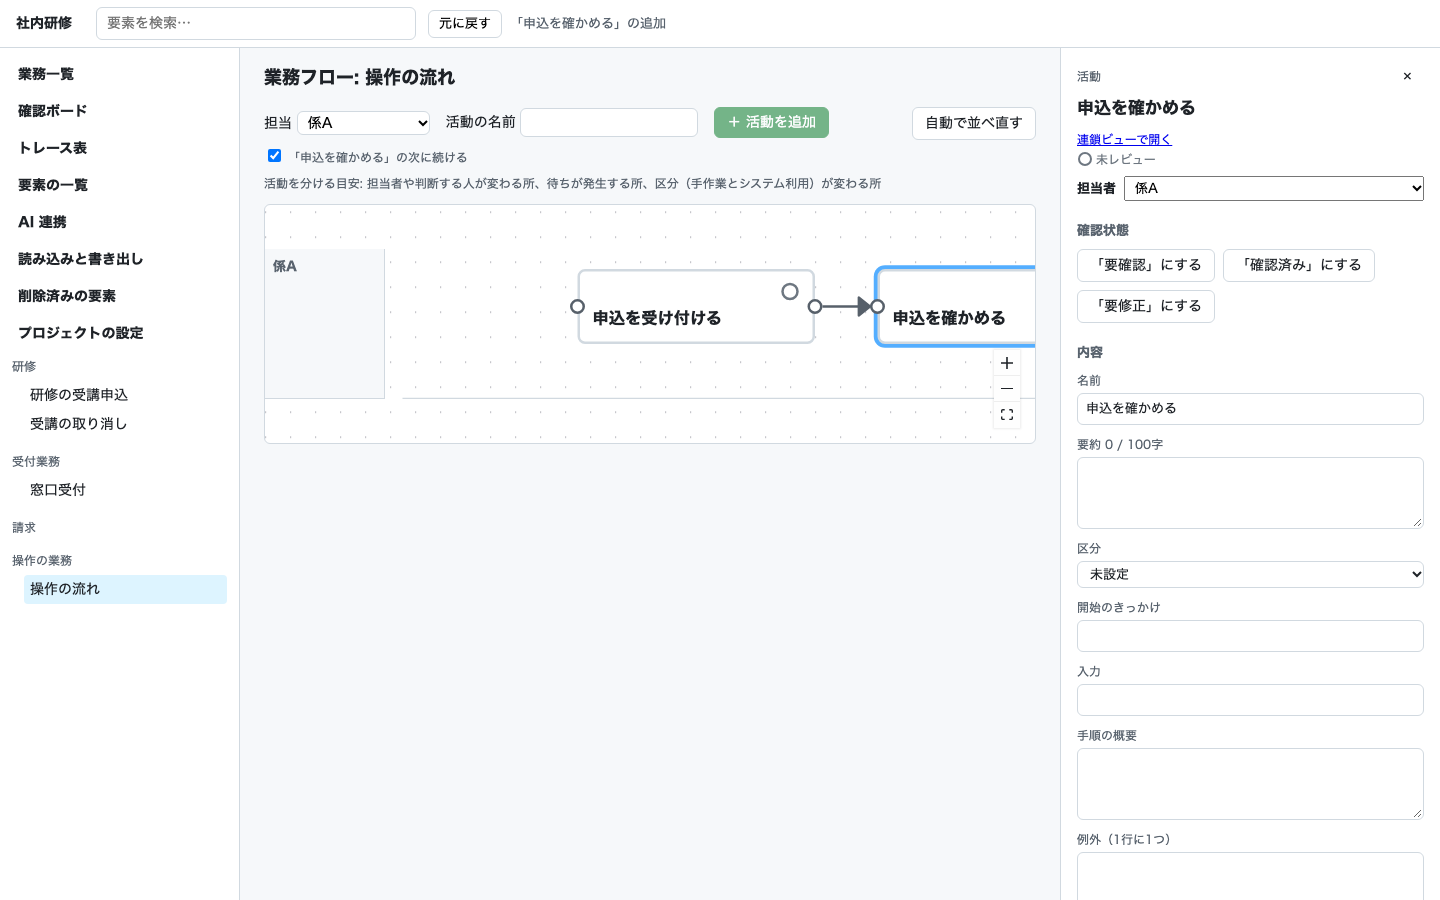 社内研修
要素を検索…
元に戻す
「申込を確かめる」の追加
業務一覧
確認ボード
トレース表
要素の一覧
AI 連携
読み込みと書き出し
削除済みの要素
プロジェクトの設定
研修
研修の受講申込
受講の取り消し
受付業務
窓口受付
請求
操作の業務
操作の流れ
業務フロー: 操作の流れ
担当 係A 活動の名前 ＋ 活動を追加 自動で並べ直す
「申込を確かめる」の次に続ける
活動を分ける目安: 担当者や判断する人が変わる所、待ちが発生する所、区分（手作業とシステム利用）が変わる所
係A
申込を受け付ける
申込を確かめる
活動
×
申込を確かめる
連鎖ビューで開く
未レビュー
担当者 係A
確認状態
「要確認」にする 「確認済み」にする
「要修正」にする
内容
名前
申込を確かめる
要約 0 / 100字
区分
未設定
開始のきっかけ
入力
手順の概要
例外（1行に1つ）